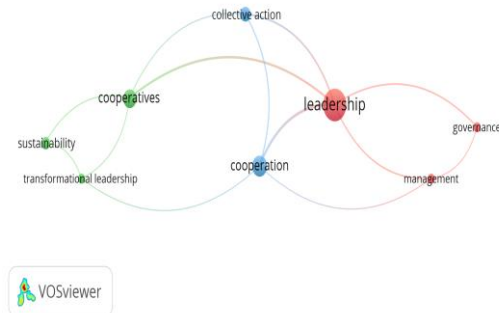 collective action
cooperatives
leadership
governance
sustainability
cooperation
transformational leadership
management
VOSviewer